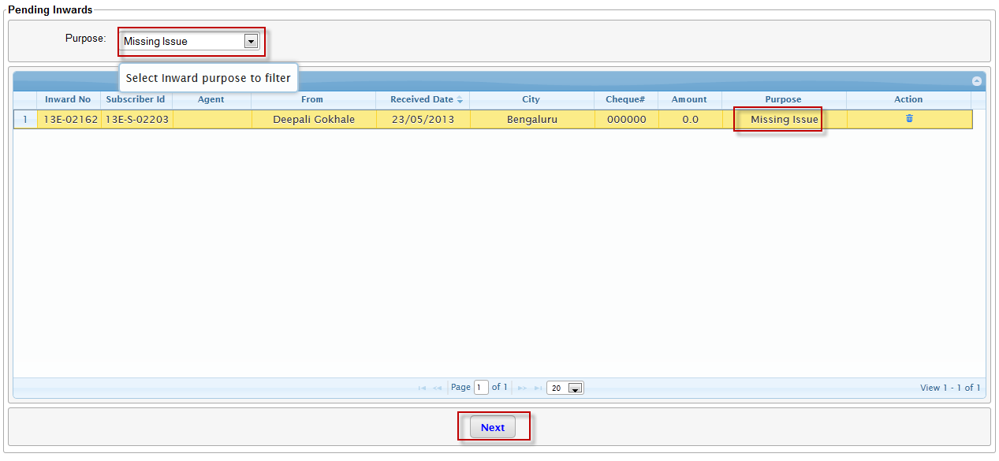 Pending Inwards
Purpose: Missing Issue
Select Inward purpose to filter
Inward No Subscriber Id Agent From Received Date City Cheque# Amount Purpose Action
1 13E-02162 13E-S-02203 Deepali Gokhale 23/05/2013 Bengaluru 000000 0.0 Missing Issue
Page 1 of 1 20 View 1 - 1 of 1
Next